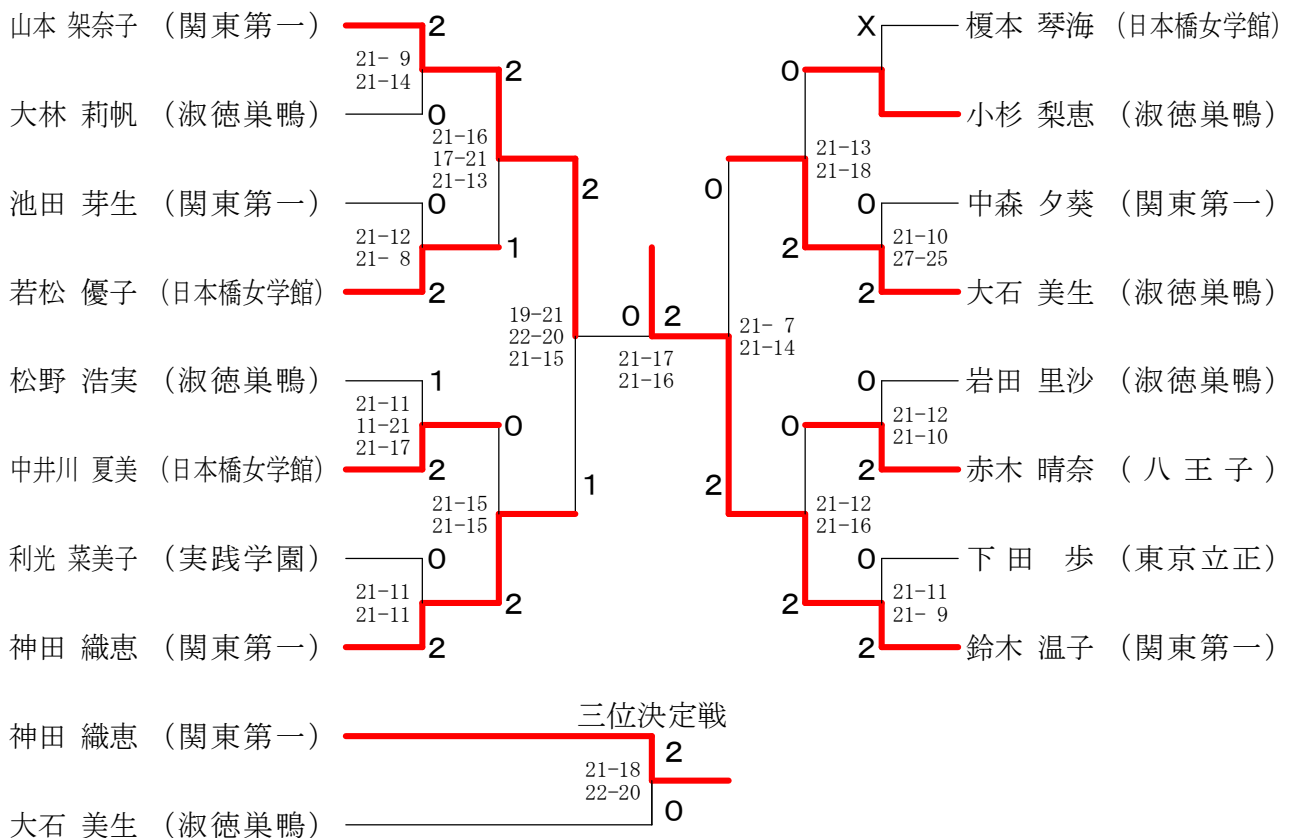 山本 架奈子 (関東第一) 2
21- 9
21-14
2
大林 莉帆 (淑徳巣鴨) 0
21-16
17-21
21-13
2
池田 芽生 (関東第一) 0
21-12
21- 8
1
若松 優子 (日本橋女学館) 2
19-21
22-20
21-15
松野 浩実 (淑徳巣鴨) 1
21-11
11-21
21-17
0
中井川 夏美 (日本橋女学館) 2
21-15
21-15
1
利光 菜美子 (実践学園) 0
21-11
21-11
2
神田 織恵 (関東第一) 2
0 2
21-17
21-16
X 榎本 琴海 (日本橋女学館)
0
小杉 梨恵 (淑徳巣鴨)
21-13
21-18
0
0 中森 夕葵 (関東第一)
21-10
27-25
2
2 大石 美生 (淑徳巣鴨)
21- 7
21-14
0 岩田 里沙 (淑徳巣鴨)
21-12
21-10
0
2 赤木 晴奈 (八王子)
2
21-12
21-16
0 下田 歩 (東京立正)
21-11
21- 9
2
2 鈴木 温子 (関東第一)
三位決定戦
神田 織恵 (関東第一)
2
21-18
22-20
0
大石 美生 (淑徳巣鴨)